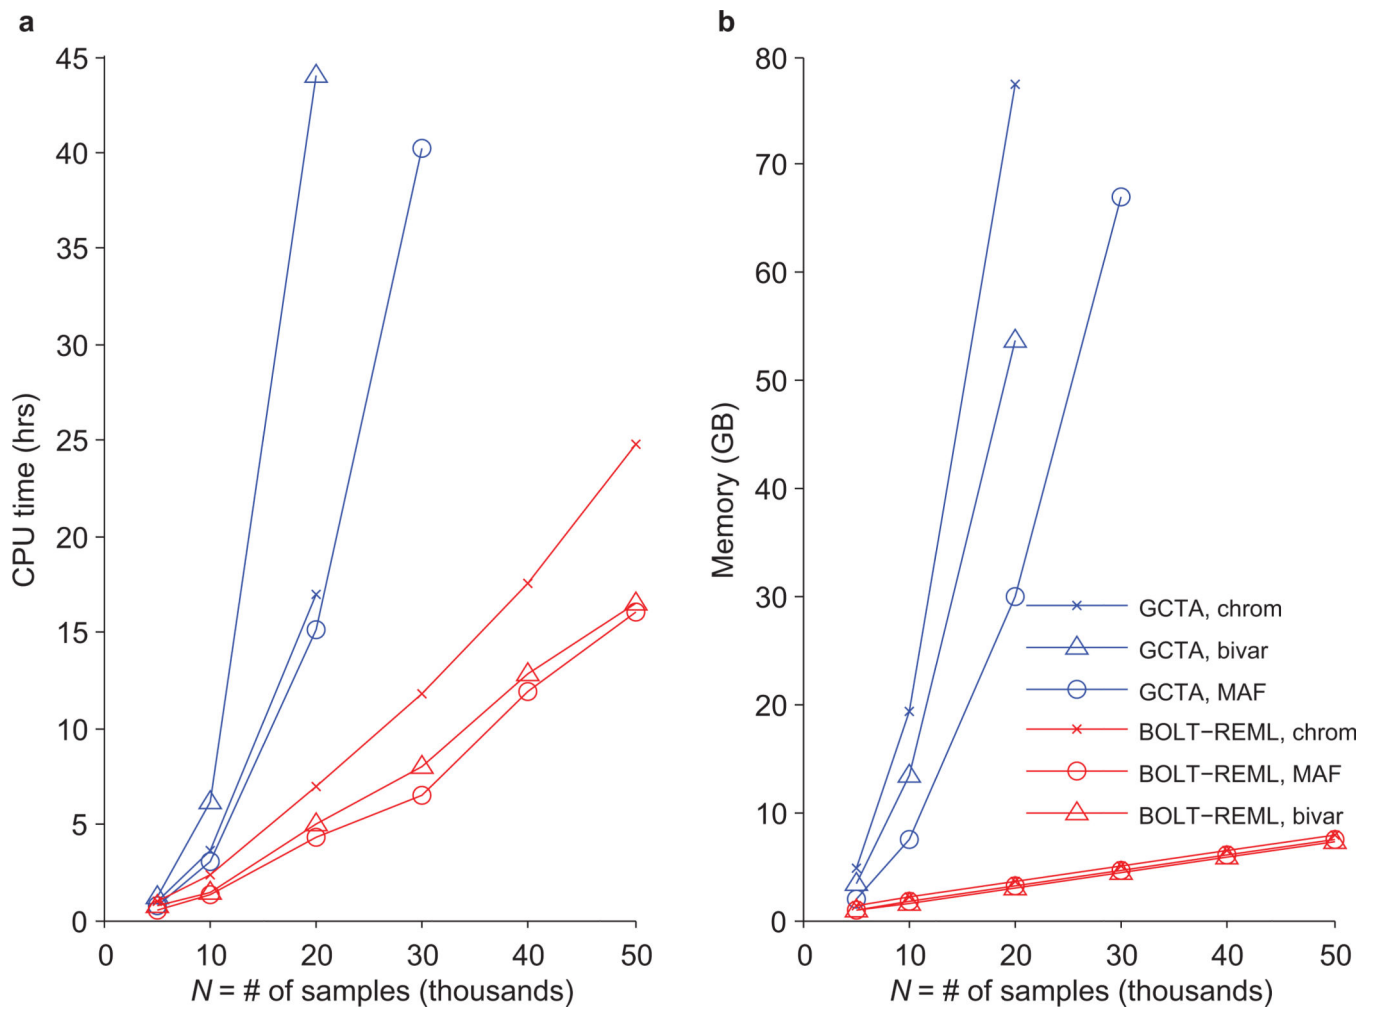 a
45
40
35
30
25
20
15
10
5
0
CPU time (hrs)
0 10 20 30 40 50
N = # of samples (thousands)
b
80
70
60
50
40
30
20
10
0
Memory (GB)
GCTA, chrom
GCTA, bivar
GCTA, MAF
BOLT−REML, chrom
BOLT−REML, MAF
BOLT−REML, bivar
0 10 20 30 40 50
N = # of samples (thousands)